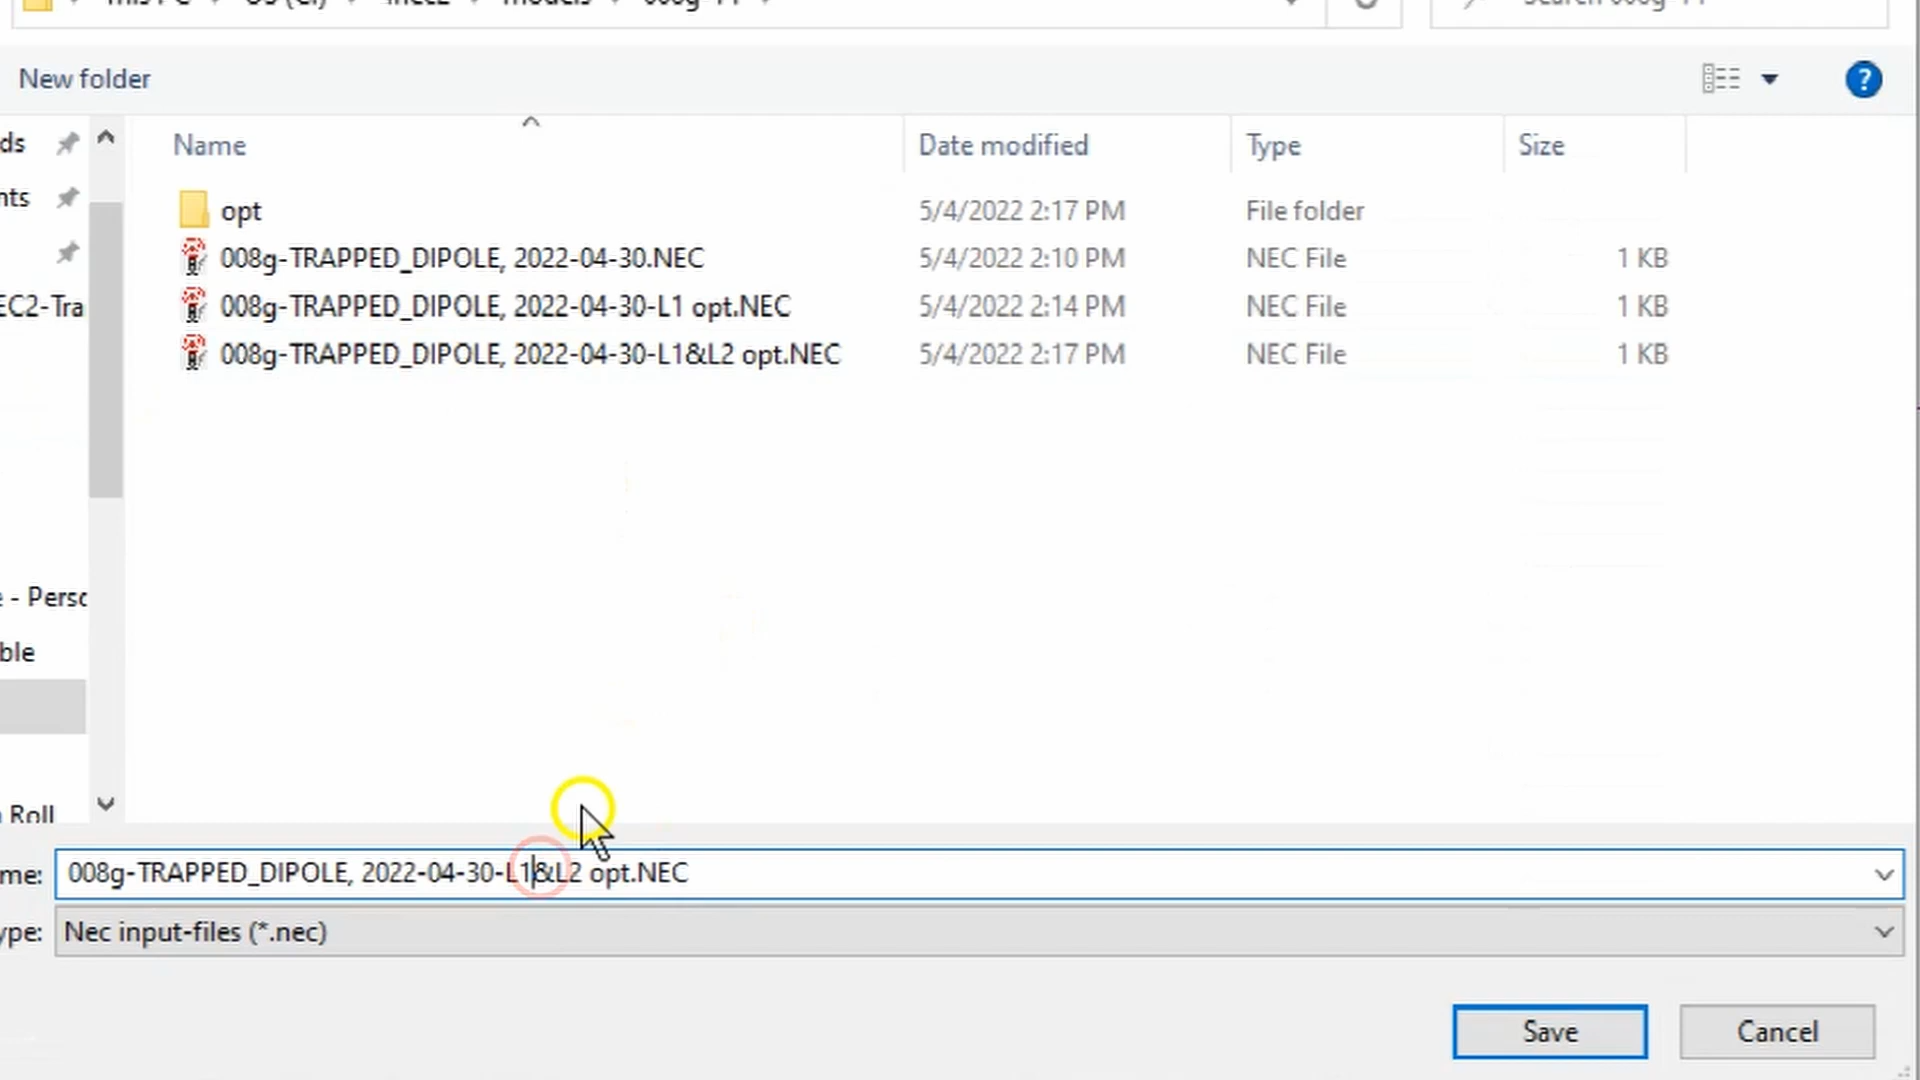 New folder
?
Name
Date modified
Type
Size
opt
5/4/2022 2:17 PM
File folder
008g-TRAPPED_DIPOLE, 2022-04-30.NEC
5/4/2022 2:10 PM
NEC File
1 KB
008g-TRAPPED_DIPOLE, 2022-04-30-L1 opt.NEC
5/4/2022 2:14 PM
NEC File
1 KB
008g-TRAPPED_DIPOLE, 2022-04-30-L1&L2 opt.NEC
5/4/2022 2:17 PM
NEC File
1 KB
ds
nts
EC2-Tra
e - Perso
ble
Roll
me:
008g-TRAPPED_DIPOLE, 2022-04-30-L1&L2 opt.NEC
ype:
Nec input-files (*.nec)
Save
Cancel